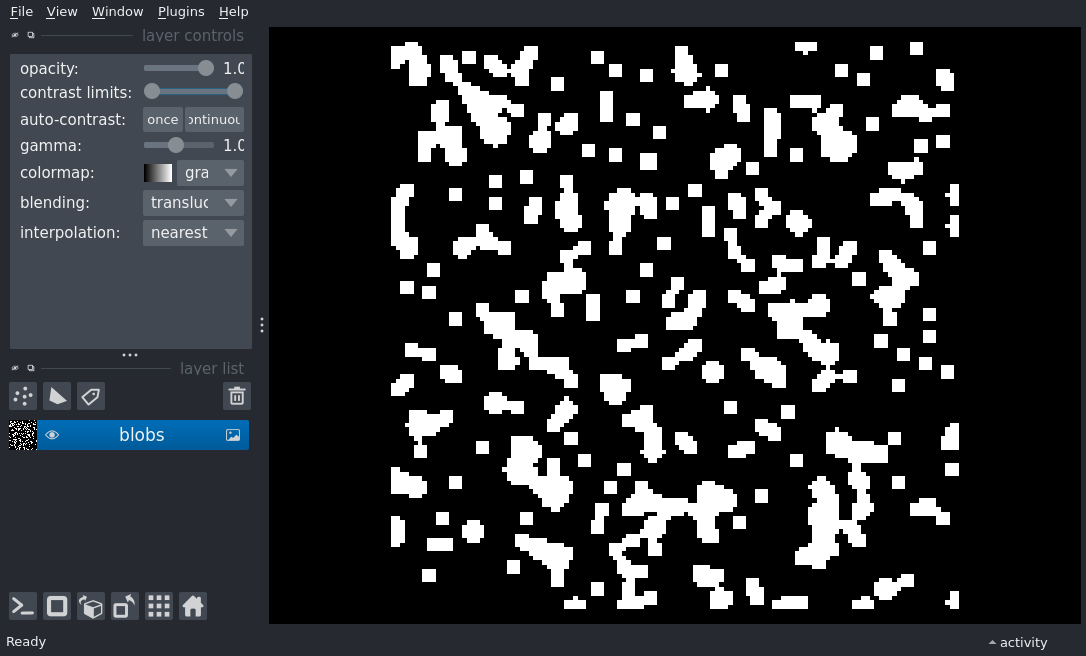 File View Window Plugins Help
layer controls
opacity: 1.0
contrast limits:
auto-contrast: once ontinuou
gamma: 1.0
colormap: gra
blending: transluc
interpolation: nearest
layer list
blobs
Ready
activity